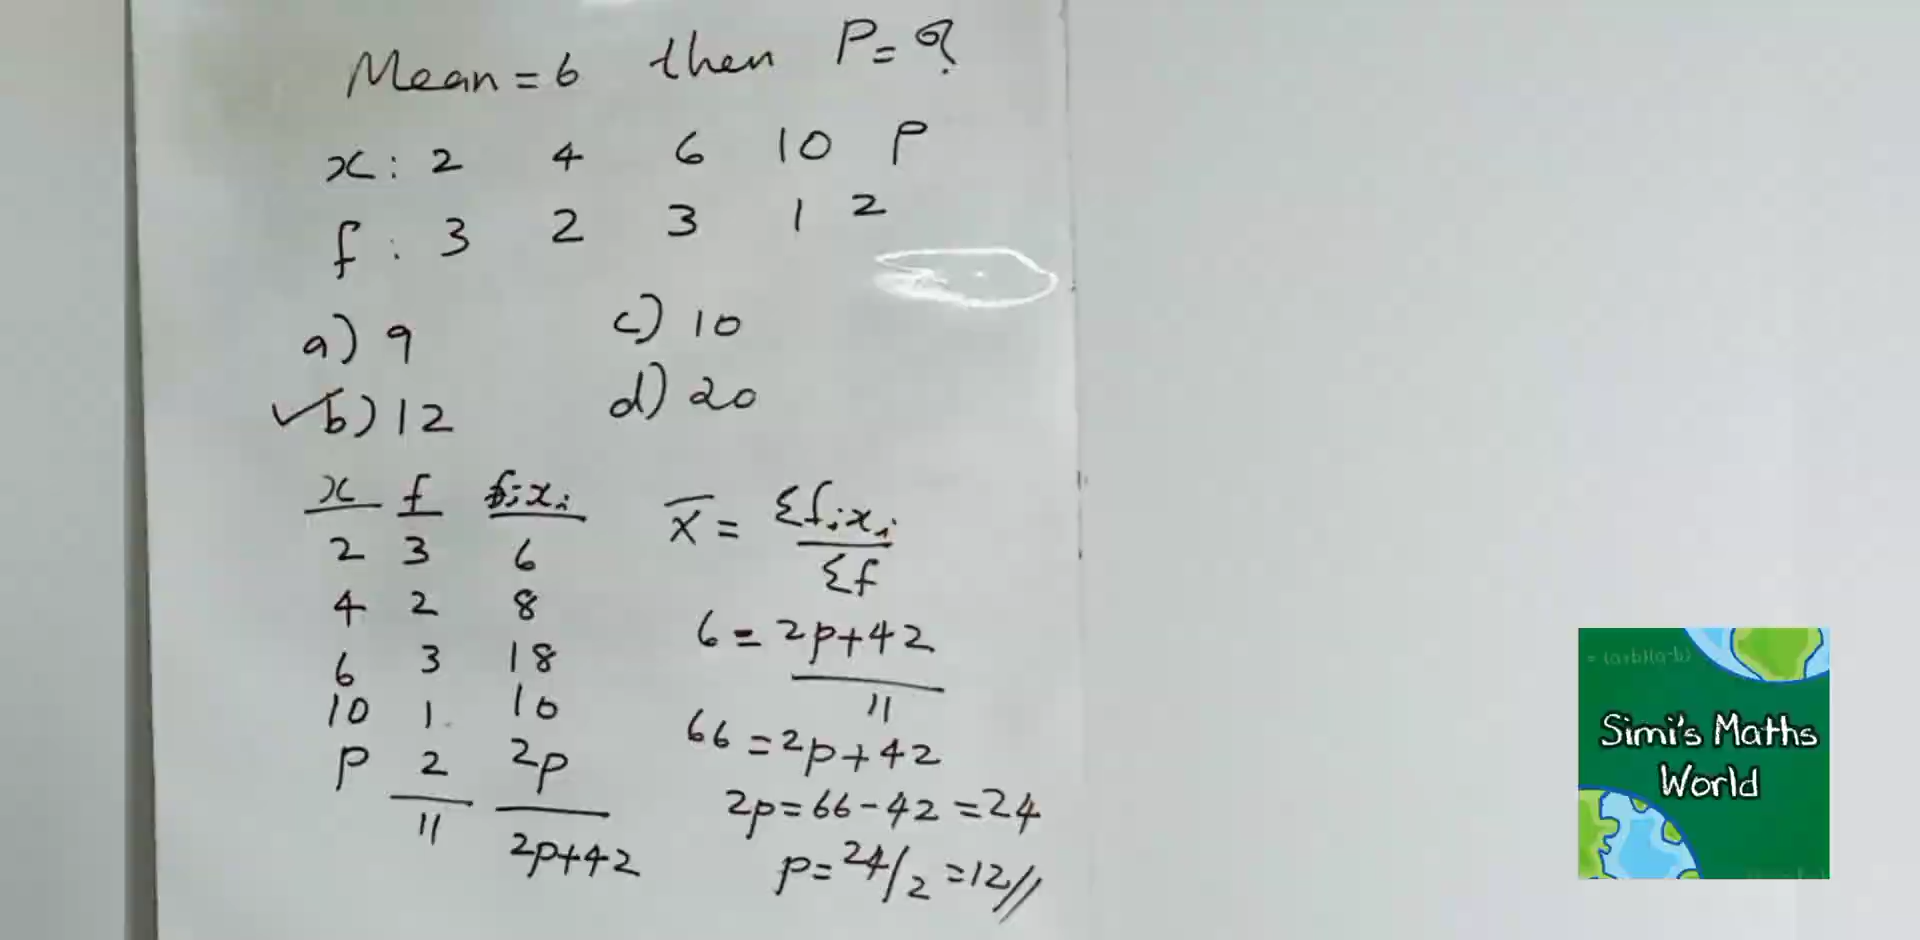 Mean = 6 then P = ?
x : 2 4 6 10 P
f : 3 2 3 1 2
a) 9 c) 10
✓b) 12 d) 20
x f fᵢxᵢ
2 3 6
4 2 8
6 3 18
10 1 10
P 2 2p
11 2p+42
x̄ = Σfᵢxᵢ / Σf
6 = 2p+42 / 11
66 = 2p+42
2p = 66 - 42 = 24
p = 24/2 = 12//
= (a+b)(a-b)
Simi's Maths
World